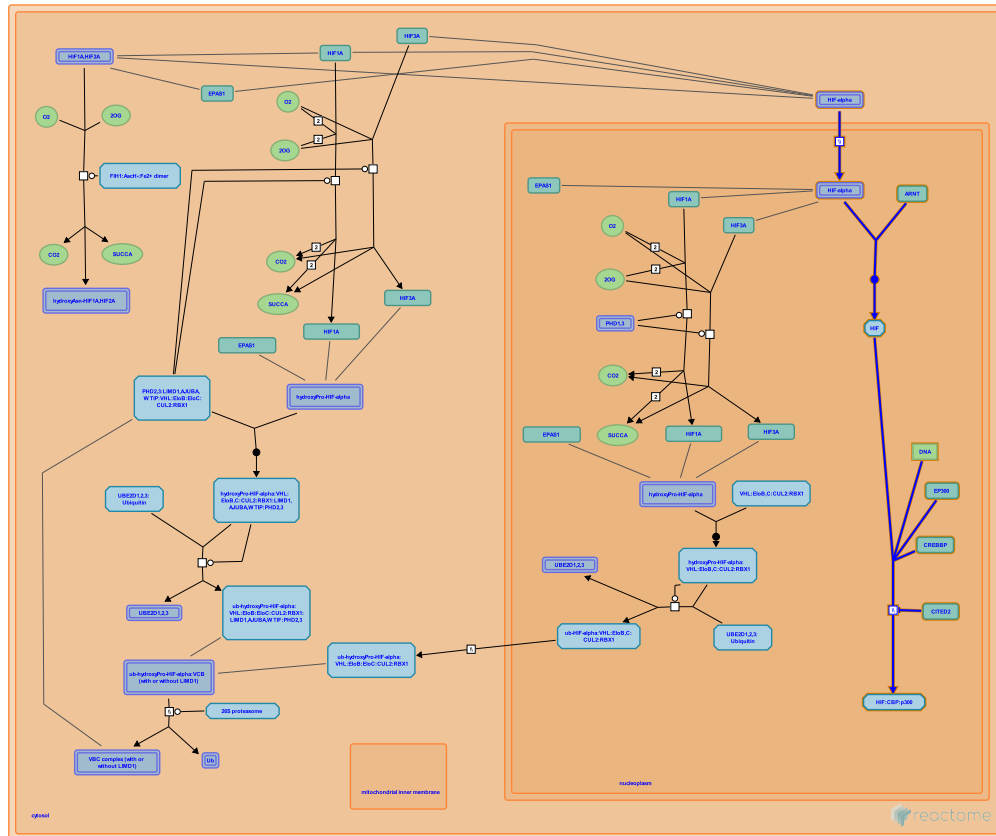 HIF3A
HIF1A
HIF1A,HIF2A
EPAS1
HIF-alpha
O2
2OG
O2
2
2
2OG
FIH1:AscH-:Fe2+ dimer
EPAS1
HIF-alpha
ARNT
HIF1A
HIF3A
O2
2
2
2OG
CO2
SUCCA
2
2
CO2
SUCCA
hydroxyAsn-HIF1A,HIF2A
HIF3A
HIF1A
EPAS1
PHD1,3
HIF
CO2
2
2
SUCCA
HIF1A
HIF3A
EPAS1
PHD2,3:LIMD1,AJUBA,
WTIP:VHL:EloB:EloC:
CUL2:RBX1
hydroxyPro-HIF-alpha
DNA
EP300
CREBBP
CITED2
hydroxyPro-HIF-alpha
VHL:EloB,C:CUL2:RBX1
UBE2D1,2,3:
Ubiquitin
hydroxyPro-HIF-alpha:VHL:
EloB,C:CUL2:RBX1:LIMD1,
AJUBA,WTIP:PHD2,3
hydroxyPro-HIF-alpha:
VHL:EloB,C:CUL2:RBX1
UBE2D1,2,3
UBE2D1,2,3
ub-hydroxyPro-HIF-alpha:
VHL:EloB:EloC:CUL2:RBX1:
LIMD1,AJUBA,WTIP:PHD2,3
ub-HIF-alpha:VHL:EloB,C:
CUL2:RBX1
UBE2D1,2,3:
Ubiquitin
ub-hydroxyPro-HIF-alpha:
VHL:EloB:EloC:CUL2:RBX1
ub-hydroxyPro-HIF-alpha:VCB
(with or without LIMD1)
HIF:CBP:p300
26S proteasome
VBC complex (with or
without LIMD1)
Ub
mitochondrial inner membrane
nucleoplasm
cytosol
reactome